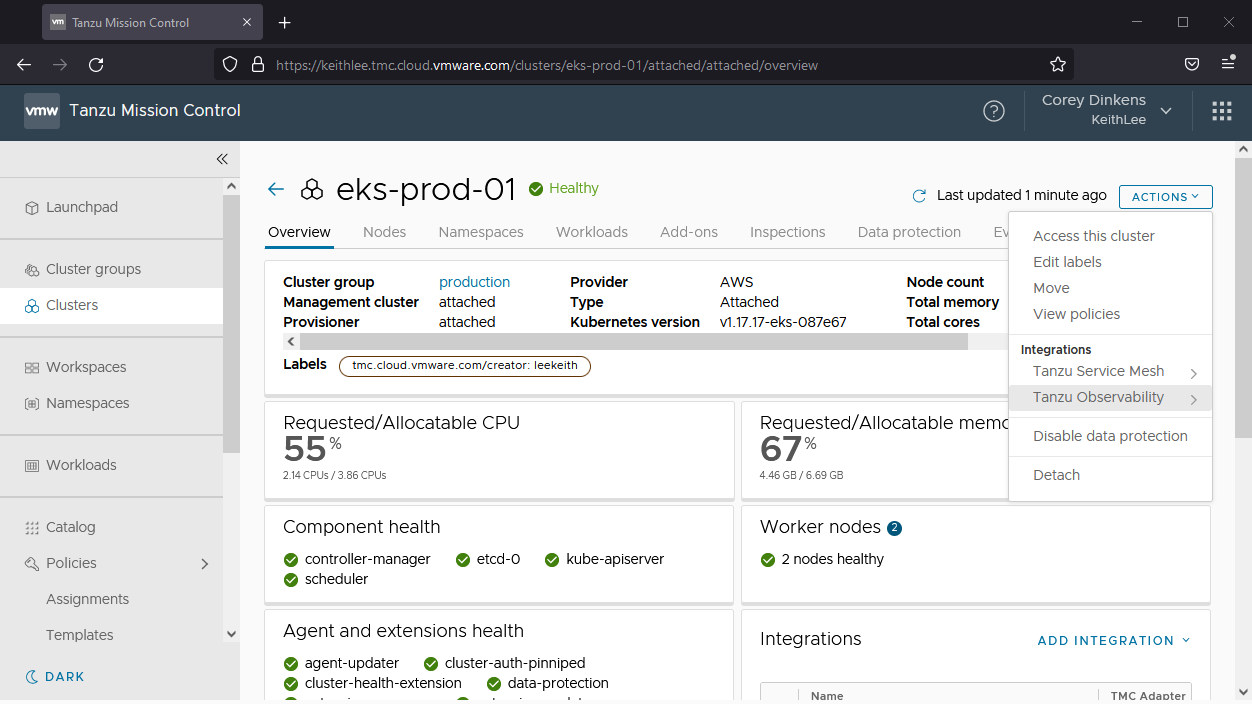 vm Tanzu Mission Control
https://keithlee.tmc.cloud.vmware.com/clusters/eks-prod-01/attached/attached/overview
vmw Tanzu Mission Control
Corey Dinkens
KeithLee
Launchpad
Cluster groups
Clusters
Workspaces
Namespaces
Workloads
Catalog
Policies
Assignments
Templates
DARK
eks-prod-01
Healthy
Last updated 1 minute ago
ACTIONS
Overview Nodes Namespaces Workloads Add-ons Inspections Data protection Ev
Access this cluster
Edit labels
Move
View policies
Integrations
Tanzu Service Mesh
Tanzu Observability
Disable data protection
Detach
Cluster group production Provider AWS Node count
Management cluster attached Type Attached Total memory
Provisioner attached Kubernetes version v1.17.17-eks-087e67 Total cores
Labels tmc.cloud.vmware.com/creator: leekeith
Requested/Allocatable CPU
55%
2.14 CPUs / 3.86 CPUs
Requested/Allocatable memo
67%
4.46 GB / 6.69 GB
Component health
controller-manager etcd-0 kube-apiserver
scheduler
Worker nodes 2
2 nodes healthy
Agent and extensions health
agent-updater cluster-auth-pinniped
cluster-health-extension data-protection
Integrations
ADD INTEGRATION
Name TMC Adapter